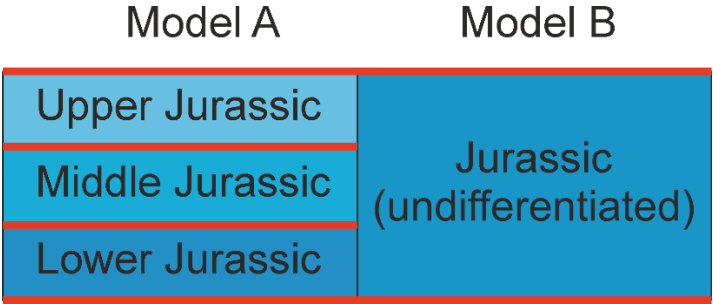 Model A
Model B
Upper Jurassic
Middle Jurassic
Lower Jurassic
Jurassic
(undifferentiated)